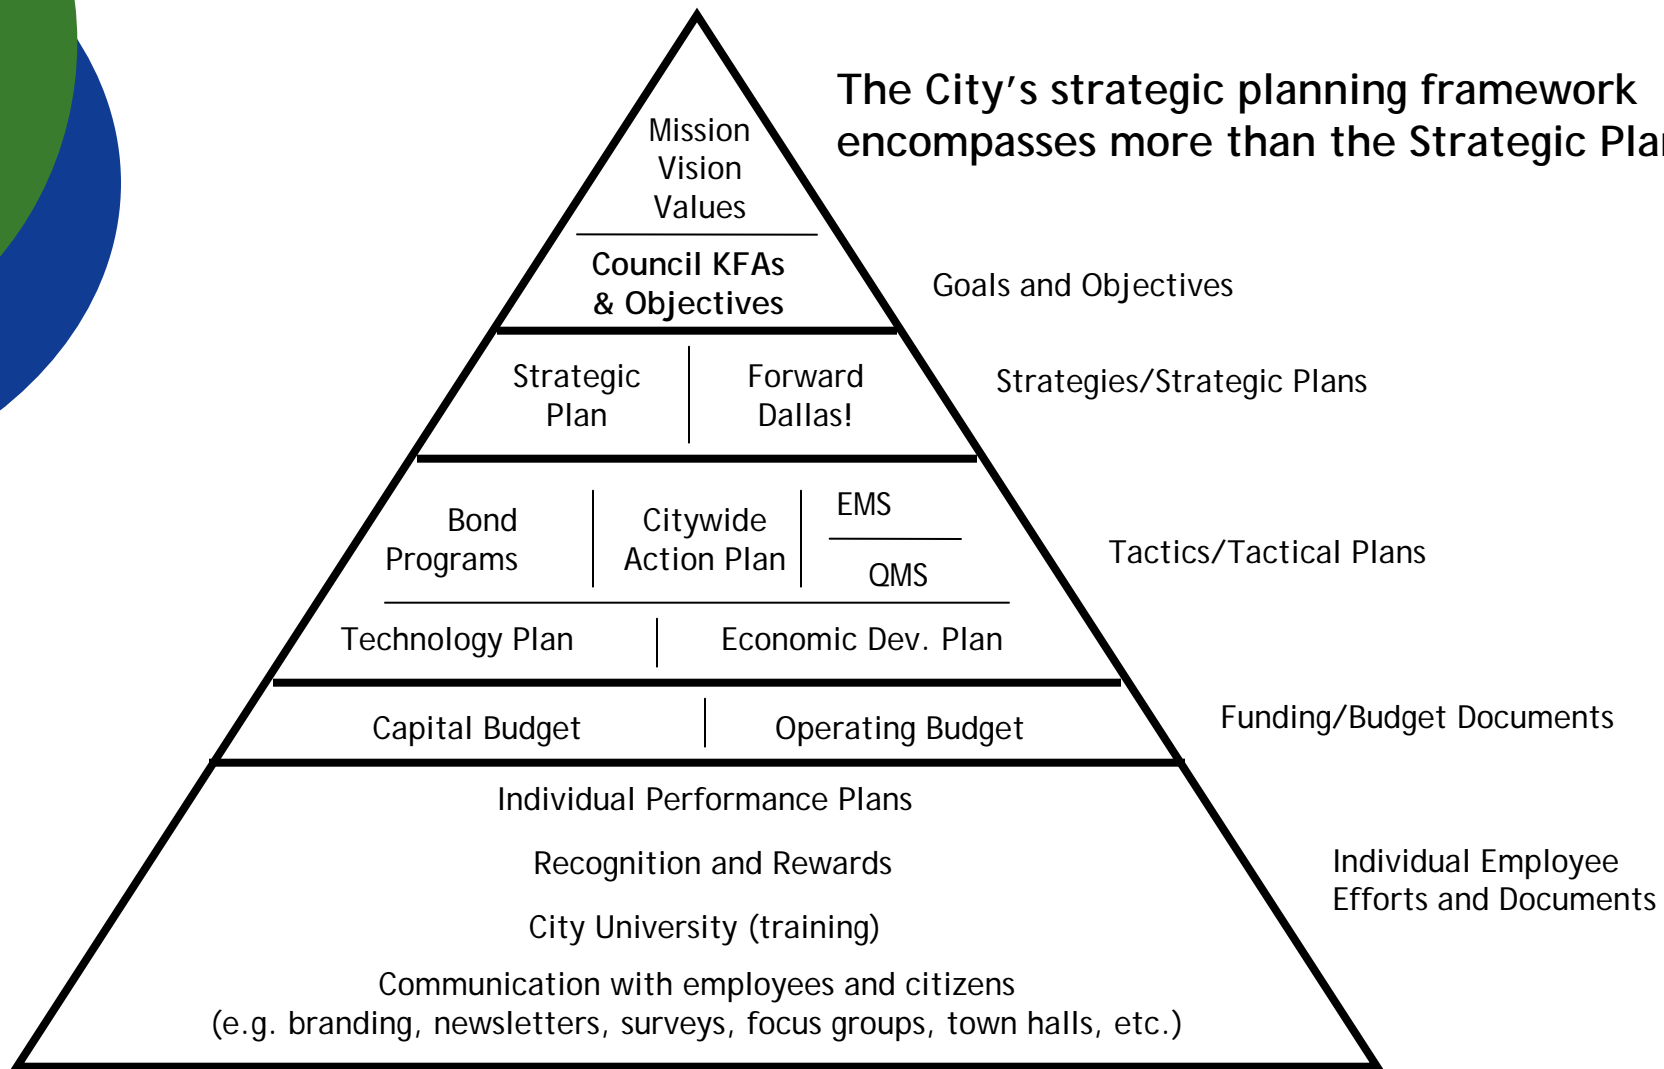 The City's strategic planning framework
encompasses more than the Strategic Plan
Mission
Vision
Values
Council KFAs
& Objectives
Goals and Objectives
Strategic
Plan
Forward
Dallas!
Strategies/Strategic Plans
Bond
Programs
Citywide
Action Plan
EMS
QMS
Tactics/Tactical Plans
Technology Plan
Economic Dev. Plan
Capital Budget
Operating Budget
Funding/Budget Documents
Individual Performance Plans
Recognition and Rewards
City University (training)
Communication with employees and citizens
(e.g. branding, newsletters, surveys, focus groups, town halls, etc.)
Individual Employee
Efforts and Documents